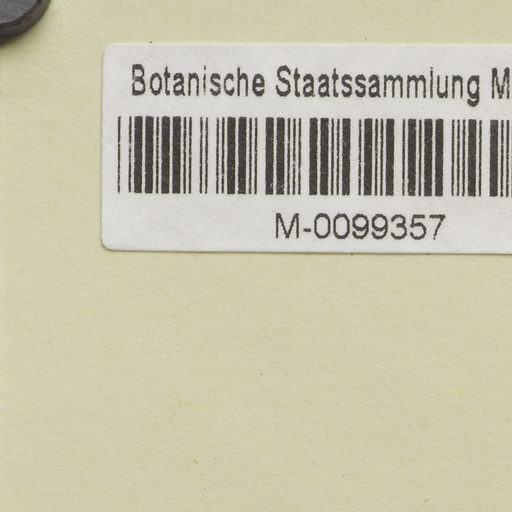 Botanische Staatssammlung M
M-0099357